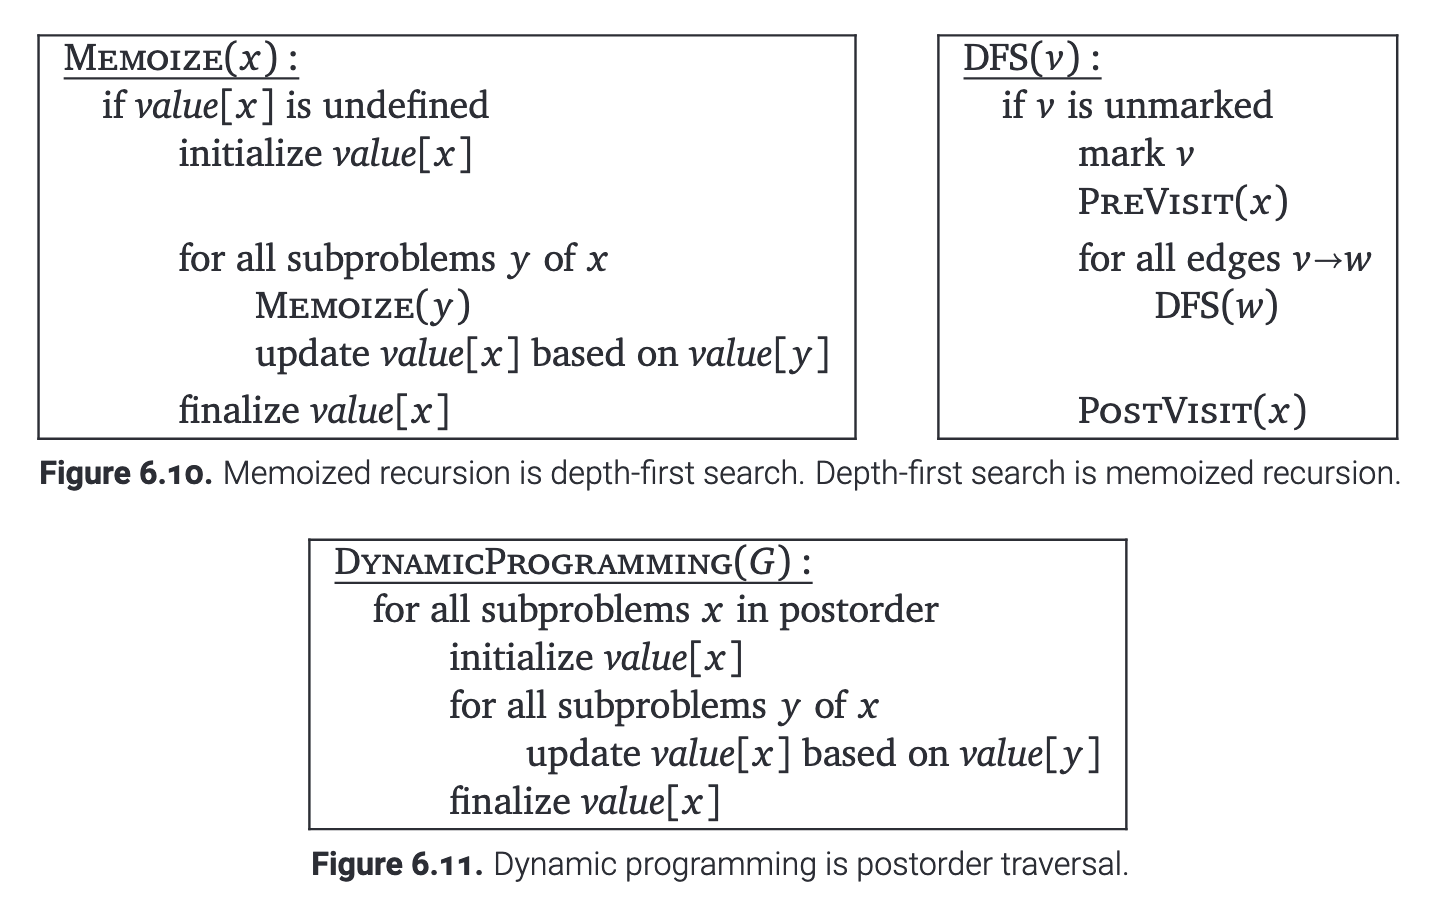 MEMOIZE(x) :
if value[x] is undefined
initialize value[x]
for all subproblems y of x
MEMOIZE(y)
update value[x] based on value[y]
finalize value[x]
DFS(v) :
if v is unmarked
mark v
PREVISIT(x)
for all edges v→w
DFS(w)
POSTVISIT(x)
Figure 6.10. Memoized recursion is depth-first search. Depth-first search is memoized recursion.
DYNAMICPROGRAMMING(G) :
for all subproblems x in postorder
initialize value[x]
for all subproblems y of x
update value[x] based on value[y]
finalize value[x]
Figure 6.11. Dynamic programming is postorder traversal.